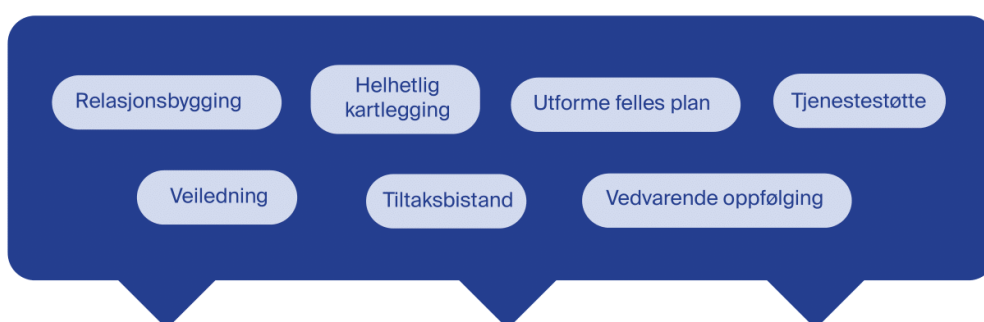 Relasjonsbygging
Helhetlig
kartlegging
Utforme felles plan
Tjenestestøtte
Veiledning
Tiltaksbistand
Vedvarende oppfølging